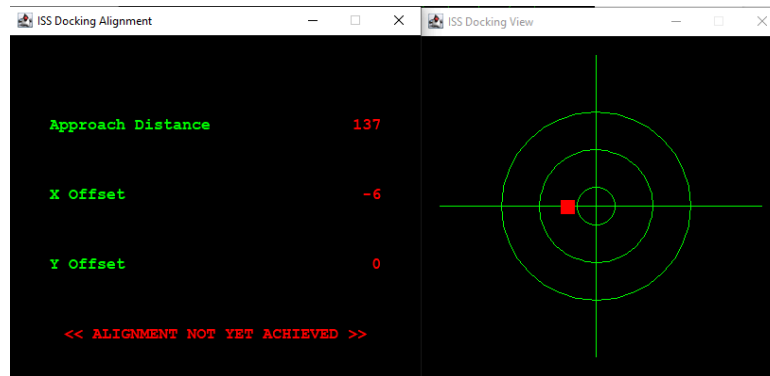 ISS Docking Alignment
ISS Docking View
Approach Distance 137
X Offset -6
Y Offset 0
<< ALIGNMENT NOT YET ACHIEVED >>